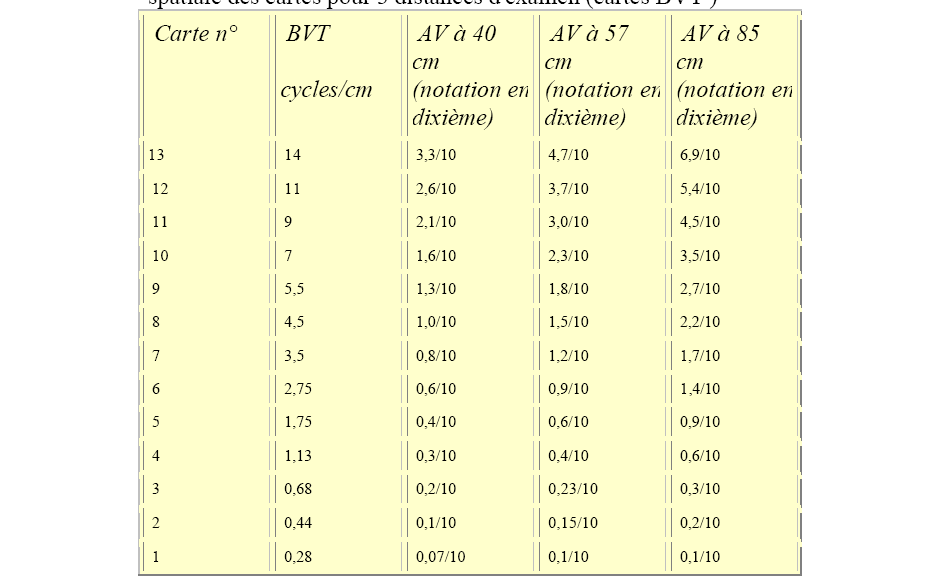 spatiale des cartes pour 3 distances d'examen (cartes BVT )
Carte n° BVT AV à 40 AV à 57 AV à 85
cm cm cm
cycles/cm (notation en (notation en (notation en
dixième) dixième) dixième)
13 14 3,3/10 4,7/10 6,9/10
12 11 2,6/10 3,7/10 5,4/10
11 9 2,1/10 3,0/10 4,5/10
10 7 1,6/10 2,3/10 3,5/10
9 5,5 1,3/10 1,8/10 2,7/10
8 4,5 1,0/10 1,5/10 2,2/10
7 3,5 0,8/10 1,2/10 1,7/10
6 2,75 0,6/10 0,9/10 1,4/10
5 1,75 0,4/10 0,6/10 0,9/10
4 1,13 0,3/10 0,4/10 0,6/10
3 0,68 0,2/10 0,23/10 0,3/10
2 0,44 0,1/10 0,15/10 0,2/10
1 0,28 0,07/10 0,1/10 0,1/10